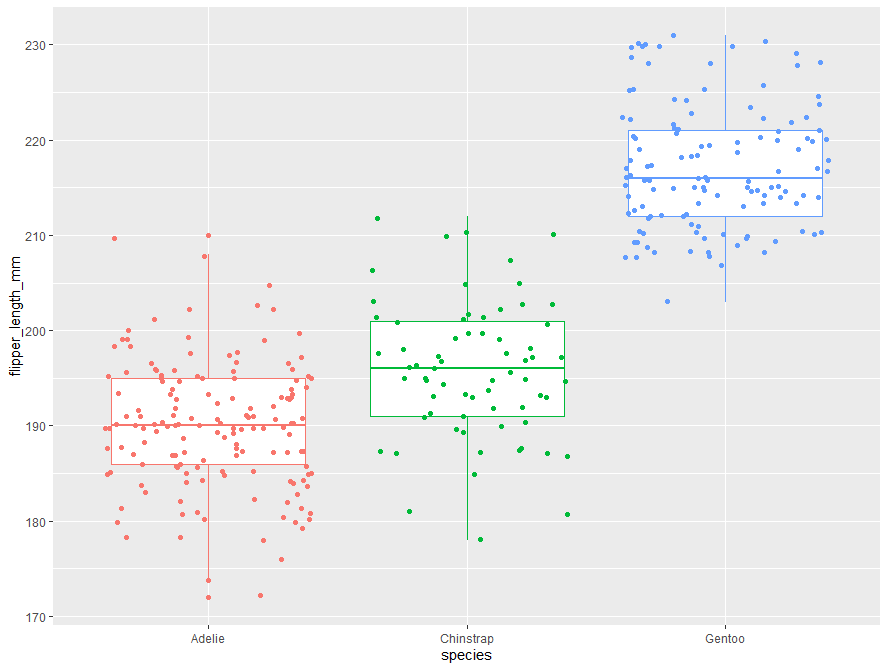 flipper_length_mm
230
220
210
200
190
180
170
Adelie Chinstrap Gentoo
species